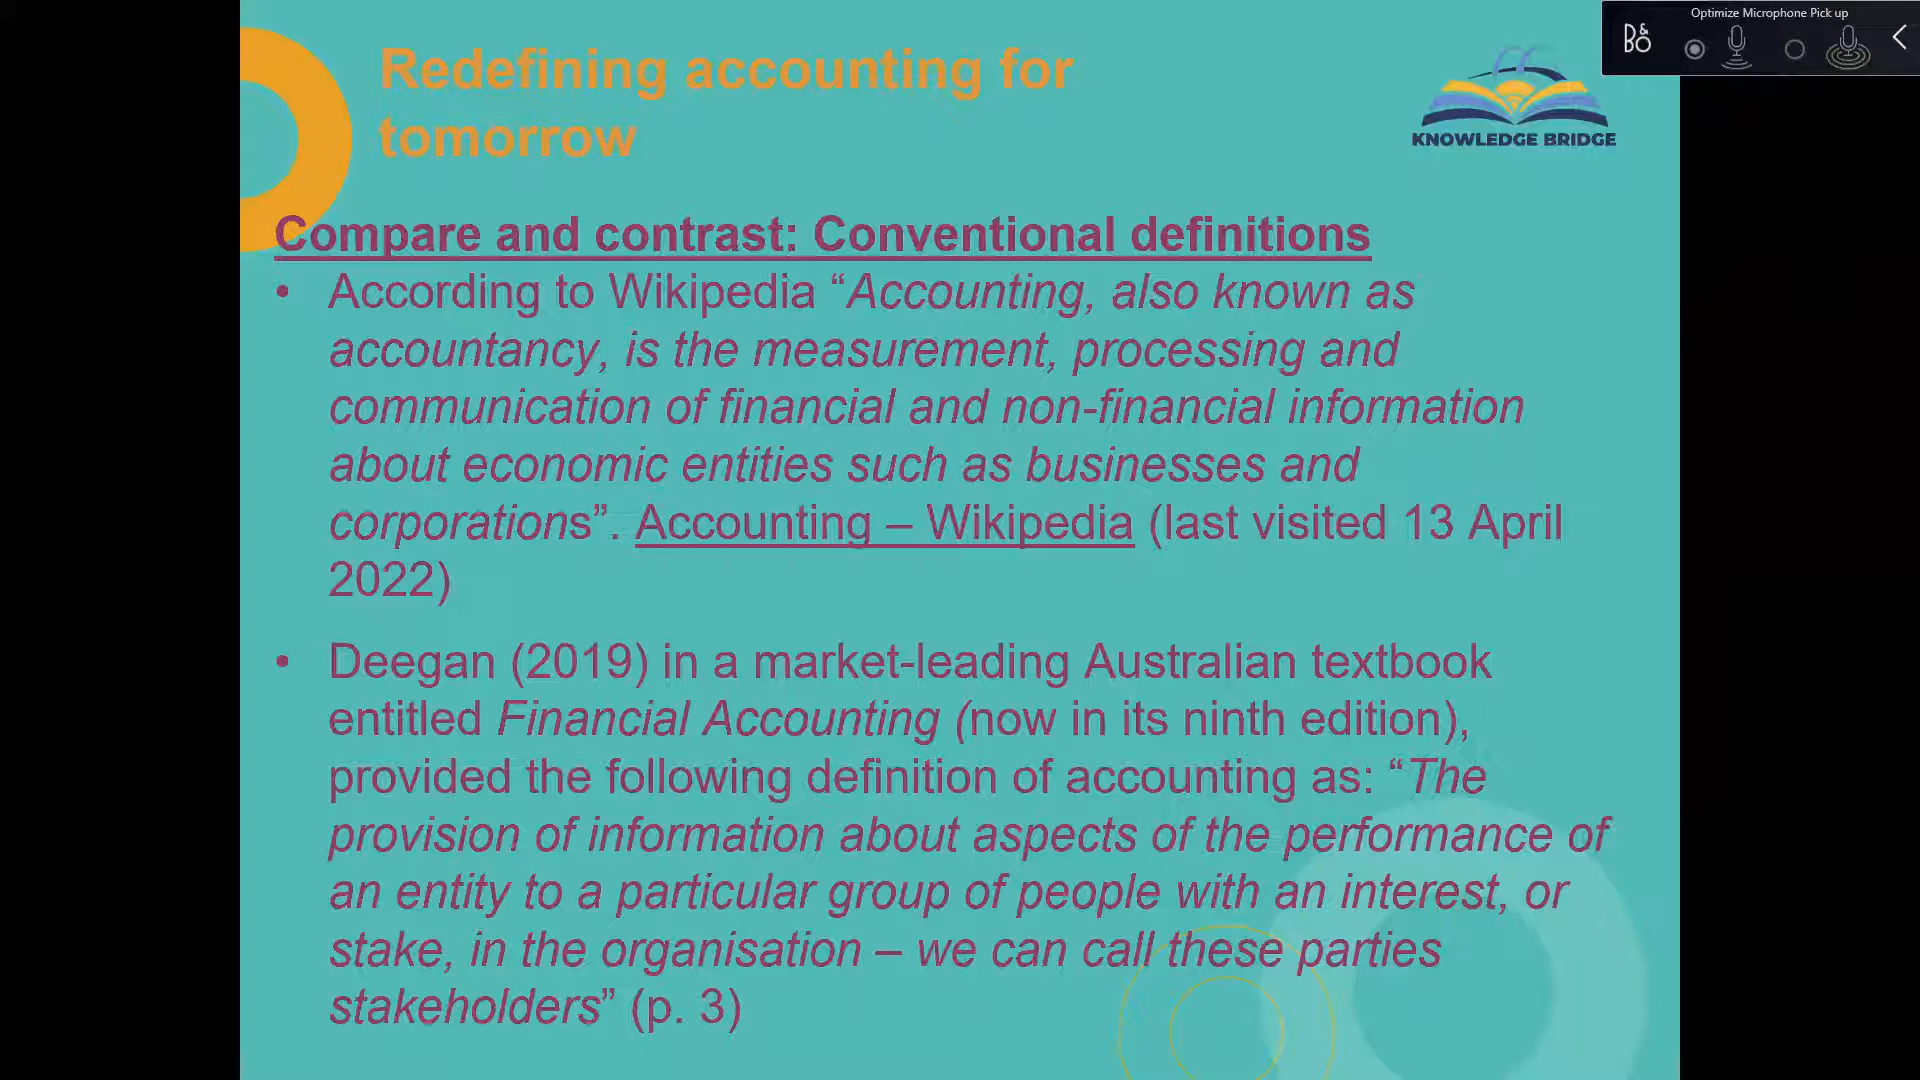 Optimize Microphone Pick up
B&O
Redefining accounting for
tomorrow
KNOWLEDGE BRIDGE
Compare and contrast: Conventional definitions
• According to Wikipedia “Accounting, also known as
accountancy, is the measurement, processing and
communication of financial and non-financial information
about economic entities such as businesses and
corporations”. Accounting – Wikipedia (last visited 13 April
2022)
• Deegan (2019) in a market-leading Australian textbook
entitled Financial Accounting (now in its ninth edition),
provided the following definition of accounting as: “The
provision of information about aspects of the performance of
an entity to a particular group of people with an interest, or
stake, in the organisation – we can call these parties
stakeholders” (p. 3)